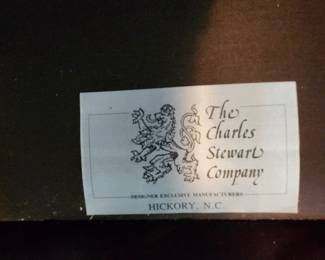 The
Charles
Stewart
Company
DESIGNER EXCLUSIVE MANUFACTURERS
HICKORY, N.C.